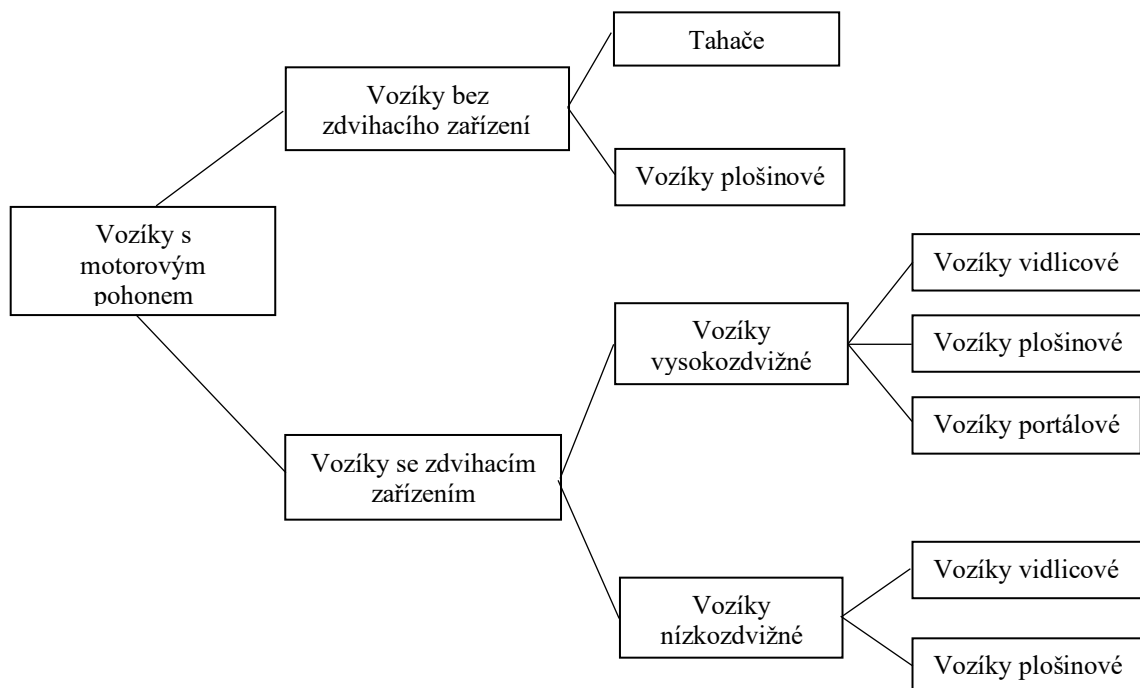 Tahače
Vozíky bez
zdvihacího zařízení
Vozíky plošinové
Vozíky s
motorovým
pohonem
Vozíky vidlicové
Vozíky
vysokozdvižné
Vozíky plošinové
Vozíky portálové
Vozíky se zdvihacím
zařízením
Vozíky vidlicové
Vozíky
nízkozdvižné
Vozíky plošinové